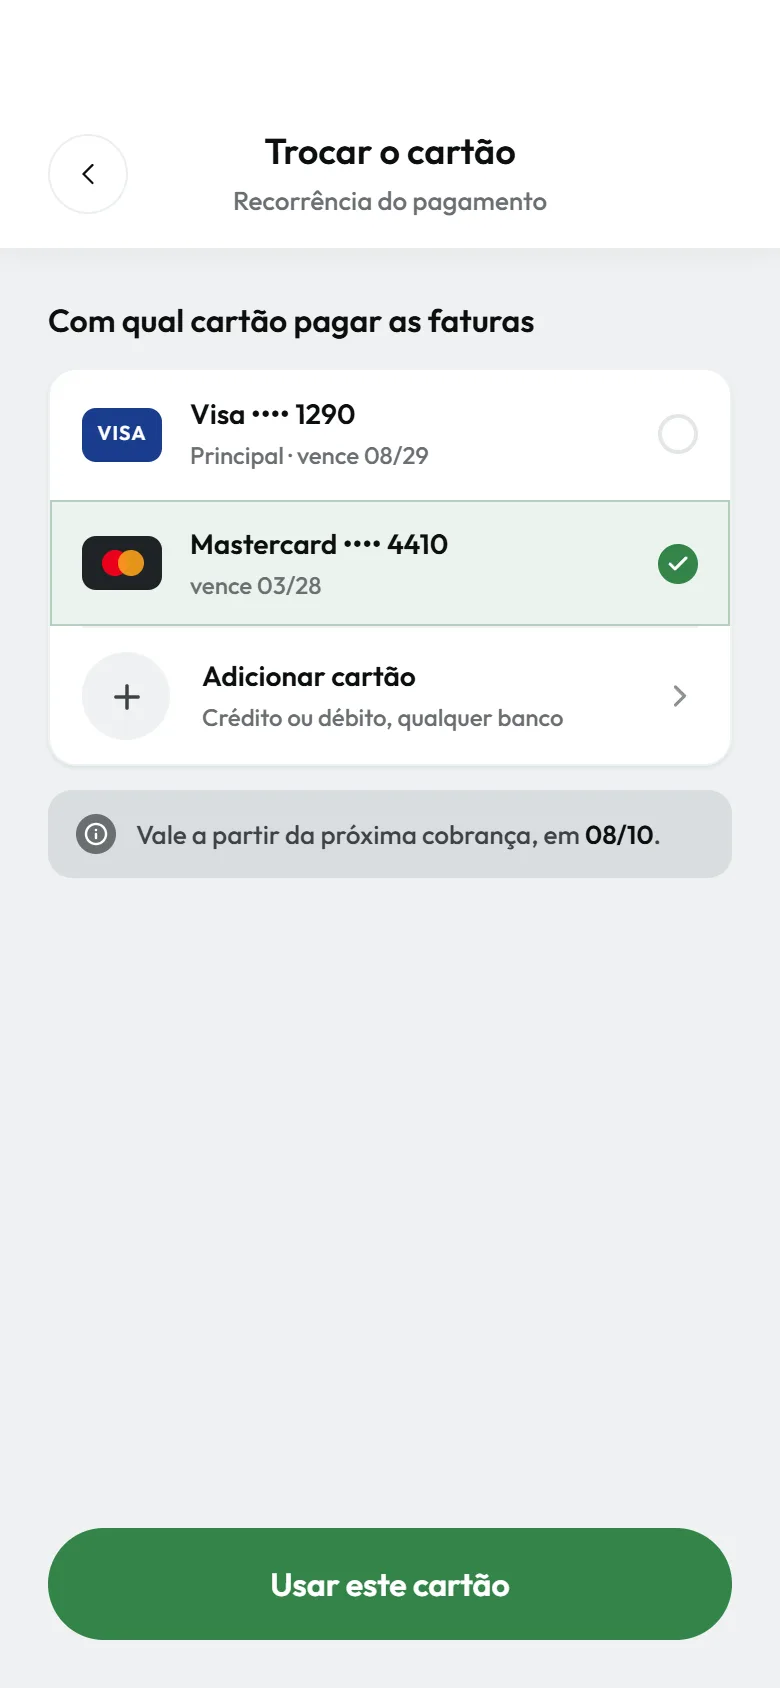 Trocar o cartão
Recorrência do pagamento
Com qual cartão pagar as faturas
VISA
Visa •••• 1290
Principal · vence 08/29
Mastercard •••• 4410
vence 03/28
Adicionar cartão
Crédito ou débito, qualquer banco
Vale a partir da próxima cobrança, em 08/10.
Usar este cartão